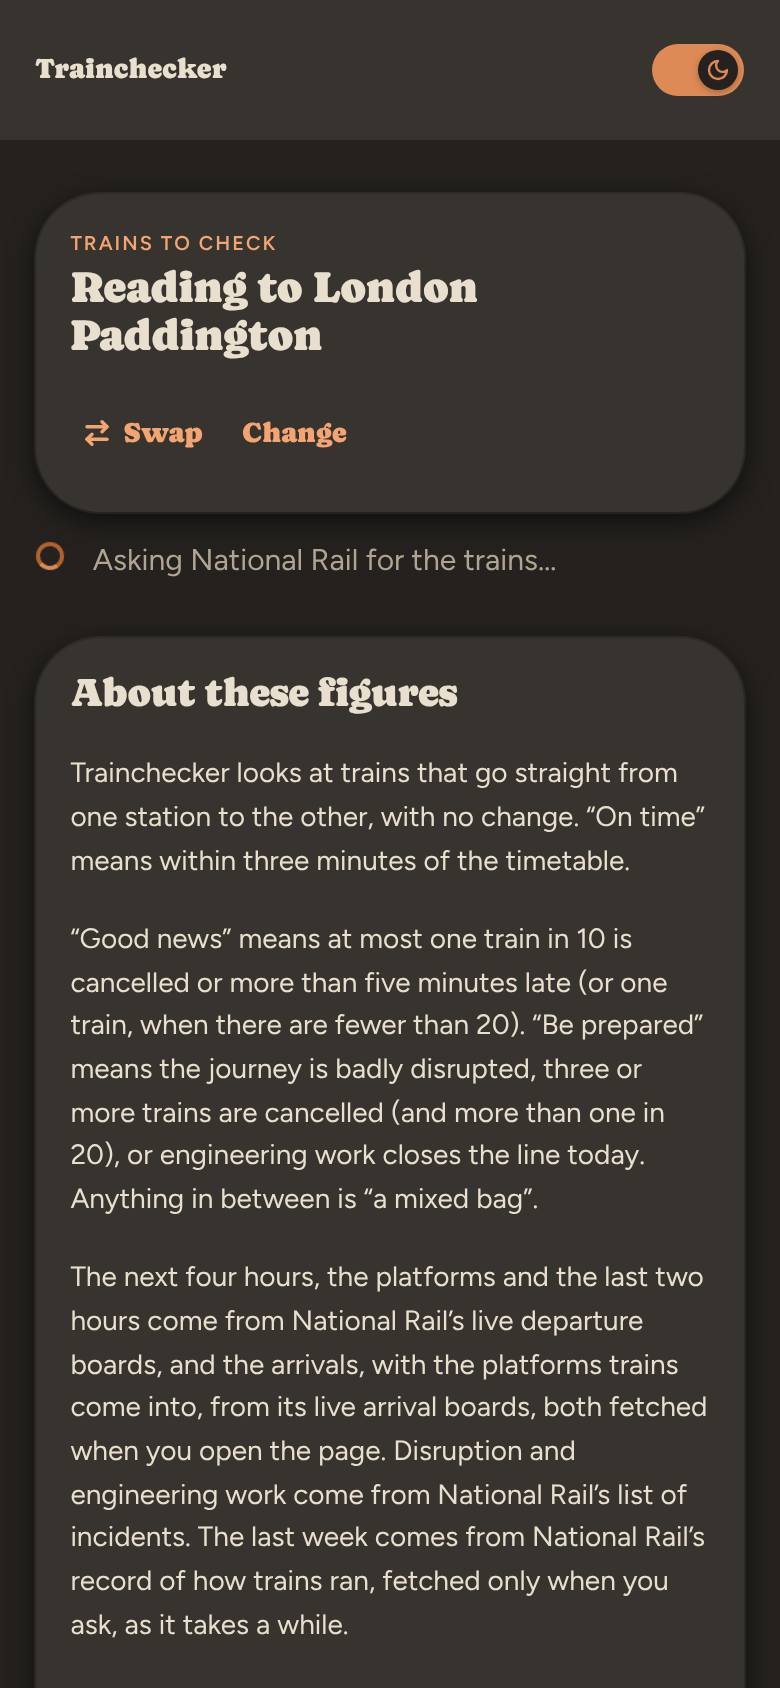 Trainchecker
TRAINS TO CHECK
Reading to London
Paddington
Swap Change
Asking National Rail for the trains…
About these figures
Trainchecker looks at trains that go straight from
one station to the other, with no change. “On time”
means within three minutes of the timetable.
“Good news” means at most one train in 10 is
cancelled or more than five minutes late (or one
train, when there are fewer than 20). “Be prepared”
means the journey is badly disrupted, three or
more trains are cancelled (and more than one in
20), or engineering work closes the line today.
Anything in between is “a mixed bag”.
The next four hours, the platforms and the last two
hours come from National Rail’s live departure
boards, and the arrivals, with the platforms trains
come into, from its live arrival boards, both fetched
when you open the page. Disruption and
engineering work come from National Rail’s list of
incidents. The last week comes from National Rail’s
record of how trains ran, fetched only when you
ask, as it takes a while.